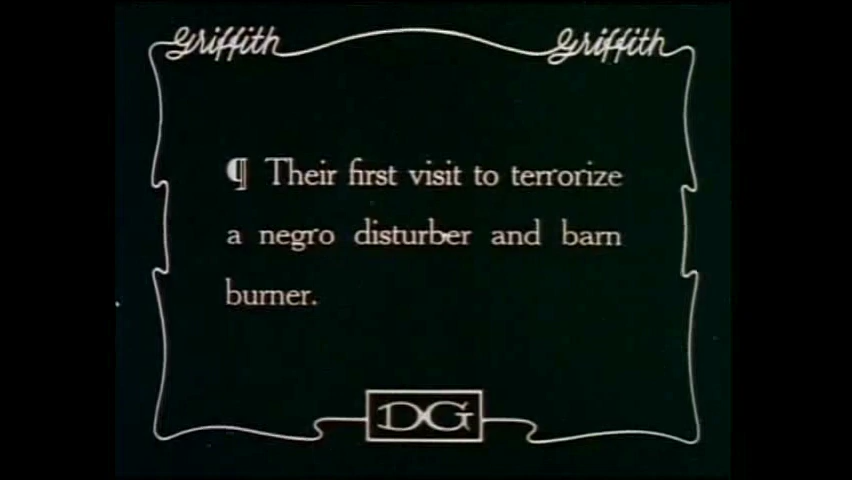 Griffith Griffith
¶ Their first visit to terrorize
a negro disturber and barn
burner.
DG